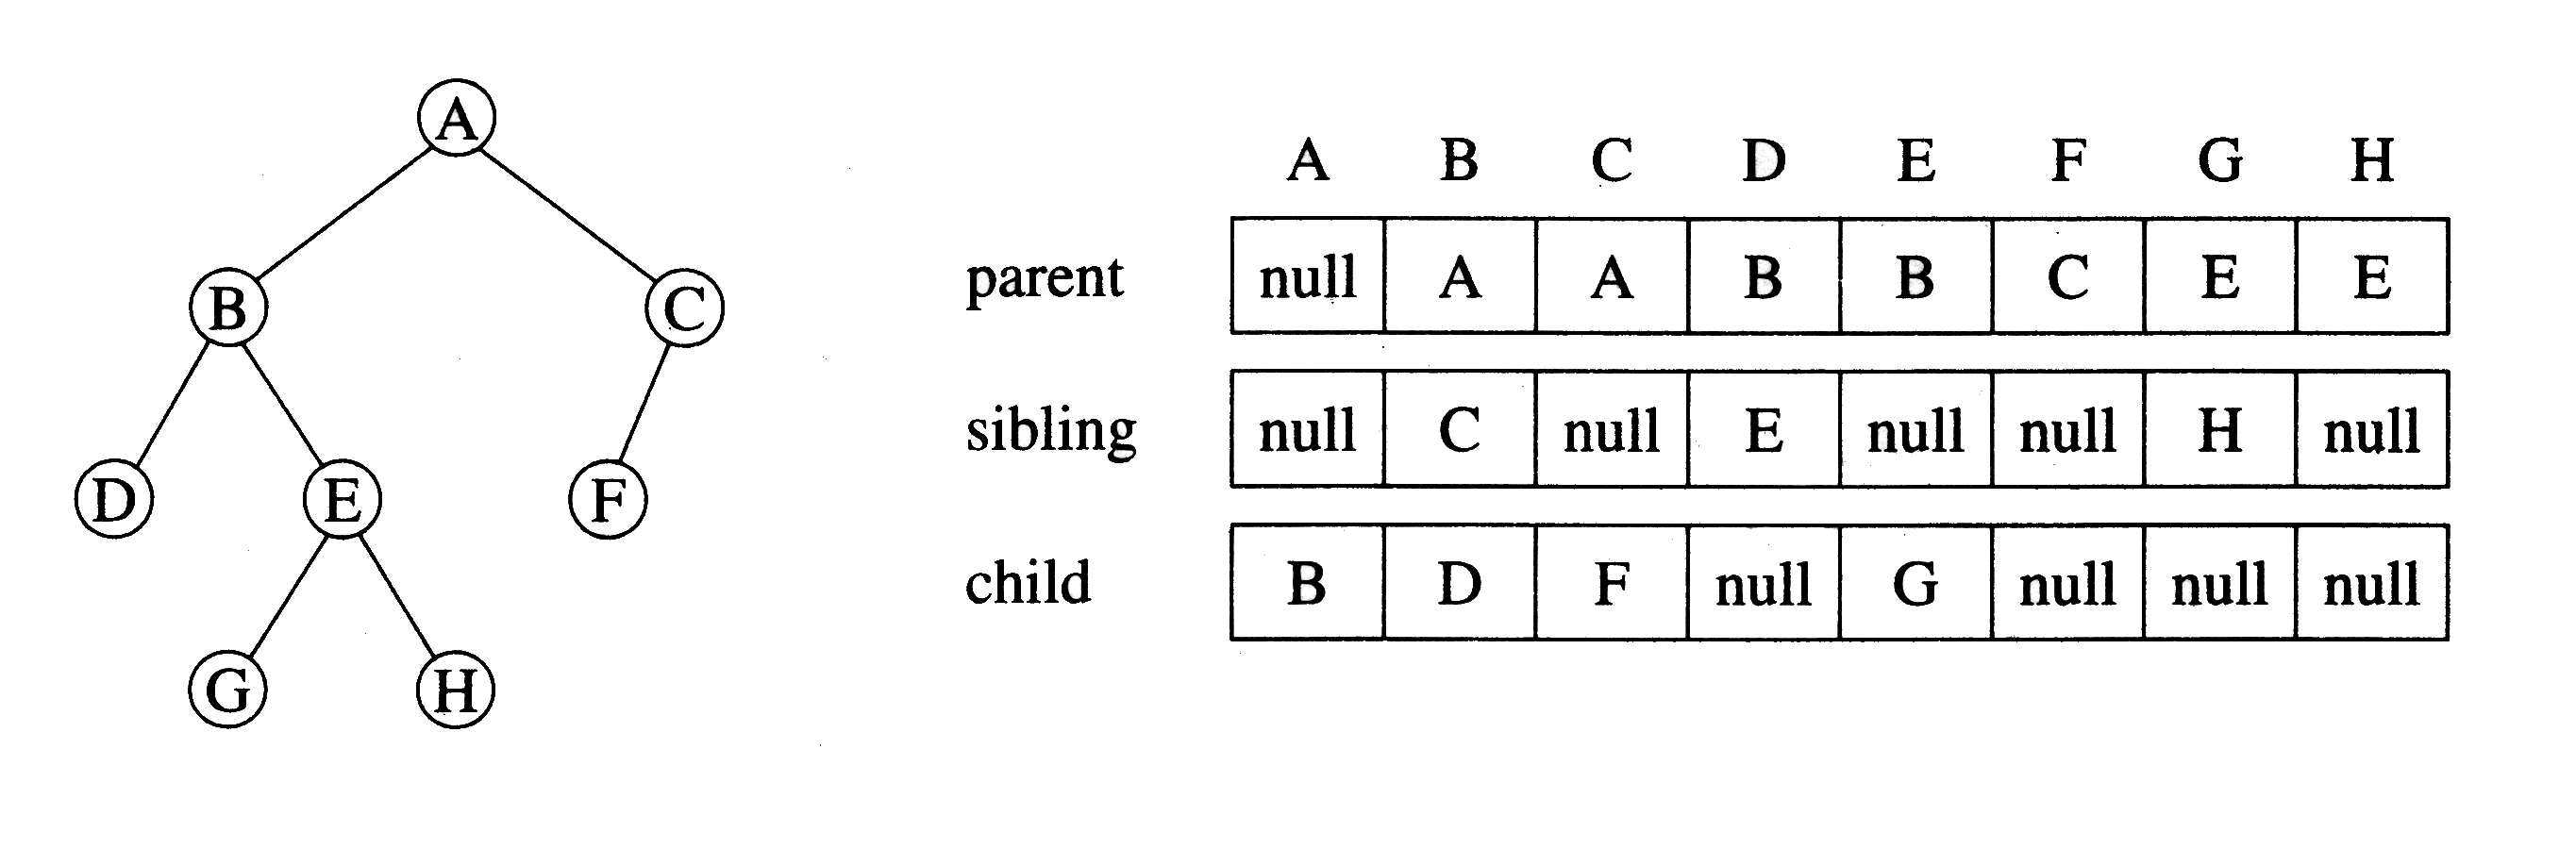 A
B C
D E F
G H
A B C D E F G H
parent null A A B B C E E
sibling null C null E null null H null
child B D F null G null null null